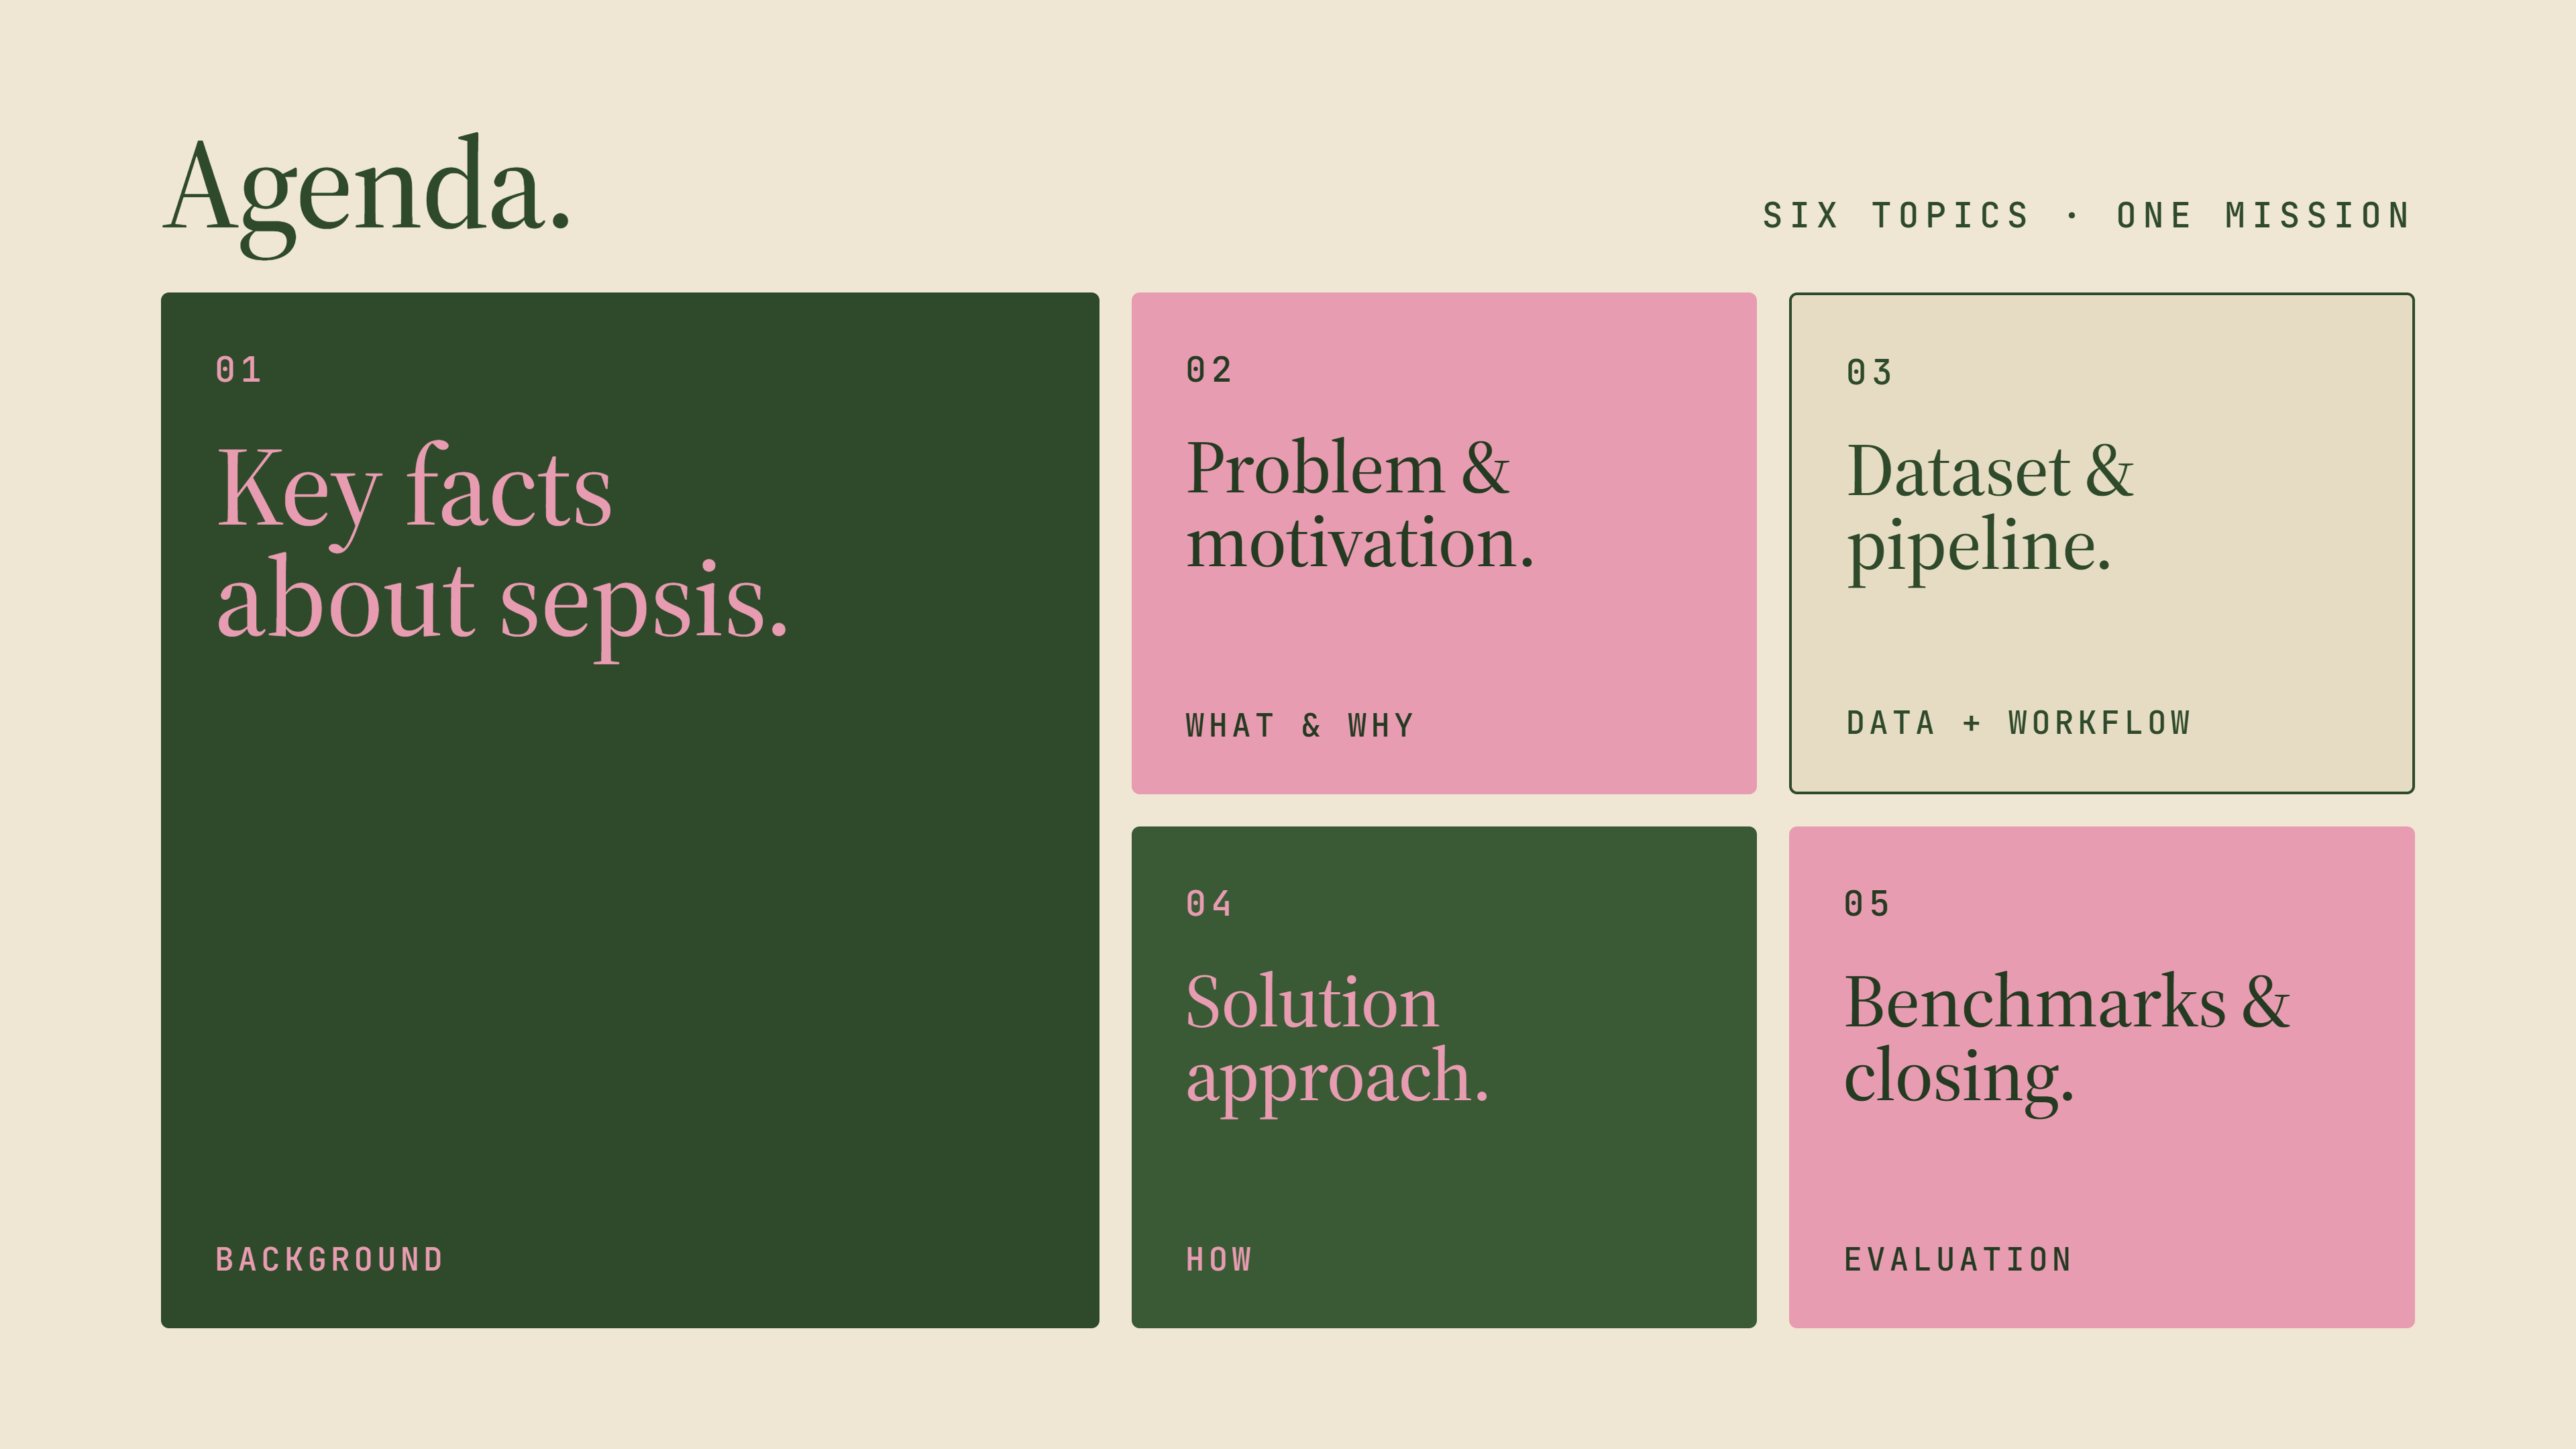 Agenda.
SIX TOPICS · ONE MISSION
01
Key facts
about sepsis.
BACKGROUND
02
Problem &
motivation.
WHAT & WHY
03
Dataset &
pipeline.
DATA + WORKFLOW
04
Solution
approach.
HOW
05
Benchmarks &
closing.
EVALUATION